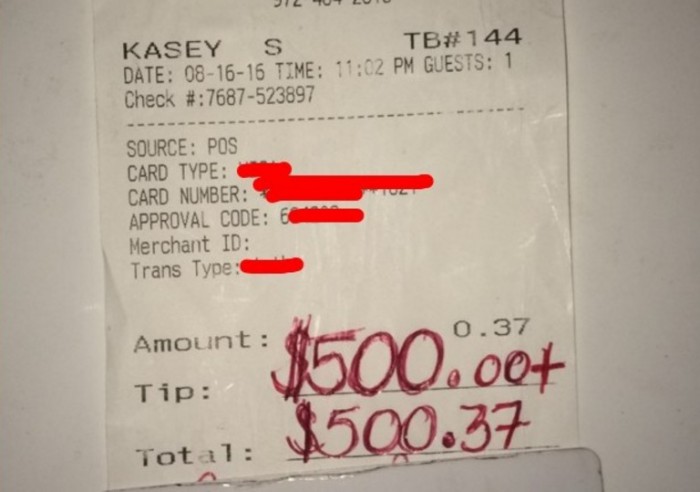 KASEY S TB#144
DATE: 08-16-16 TIME: 11:02 PM GUESTS: 1
Check #:7687-523897
SOURCE: POS
CARD TYPE:
CARD NUMBER:
APPROVAL CODE: 6
Merchant ID:
Trans Type:
Amount: 0.37
Tip: $500.00+
Total: $500.37